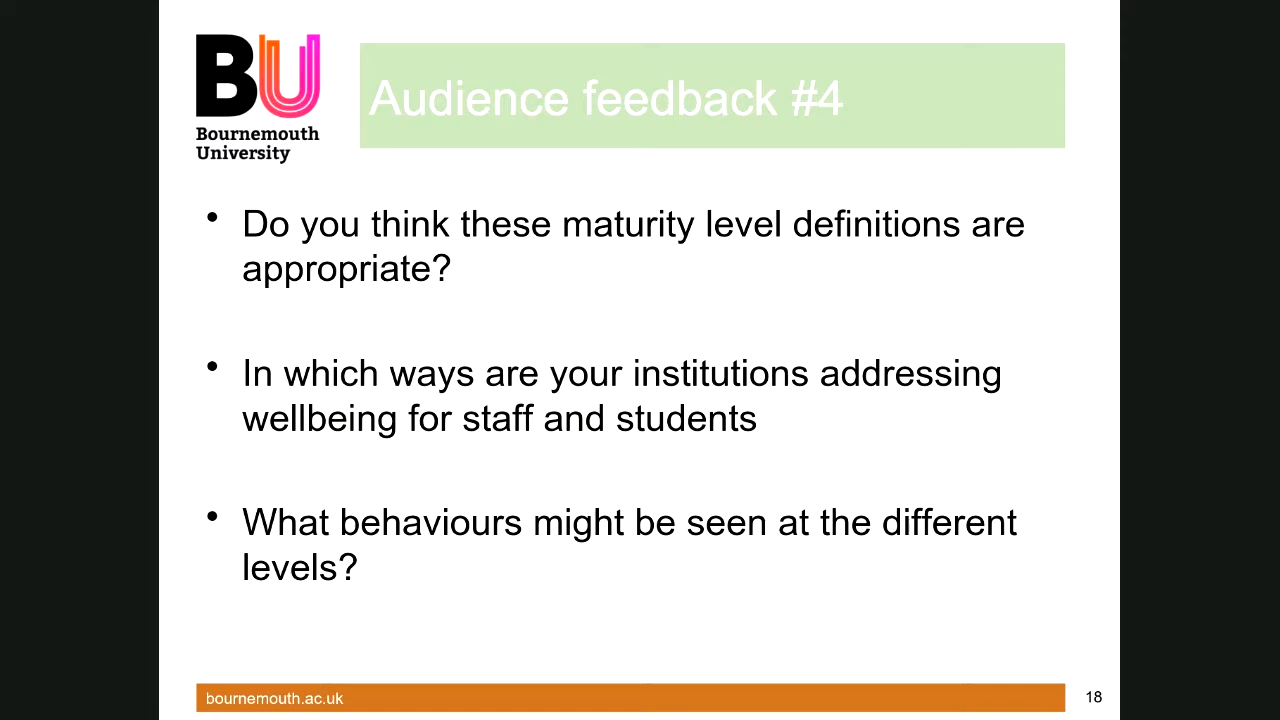 BU
Bournemouth
University
Audience feedback #4
• Do you think these maturity level definitions are
appropriate?
• In which ways are your institutions addressing
wellbeing for staff and students
• What behaviours might be seen at the different
levels?
bournemouth.ac.uk
18